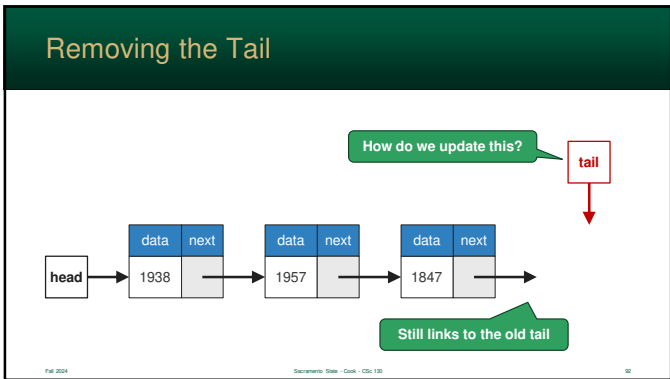 Removing the Tail
How do we update this?
tail
data next data next data next
head 1938 1957 1847
Still links to the old tail
Fall 2024 Sacramento State - Cook - CSc 130 92